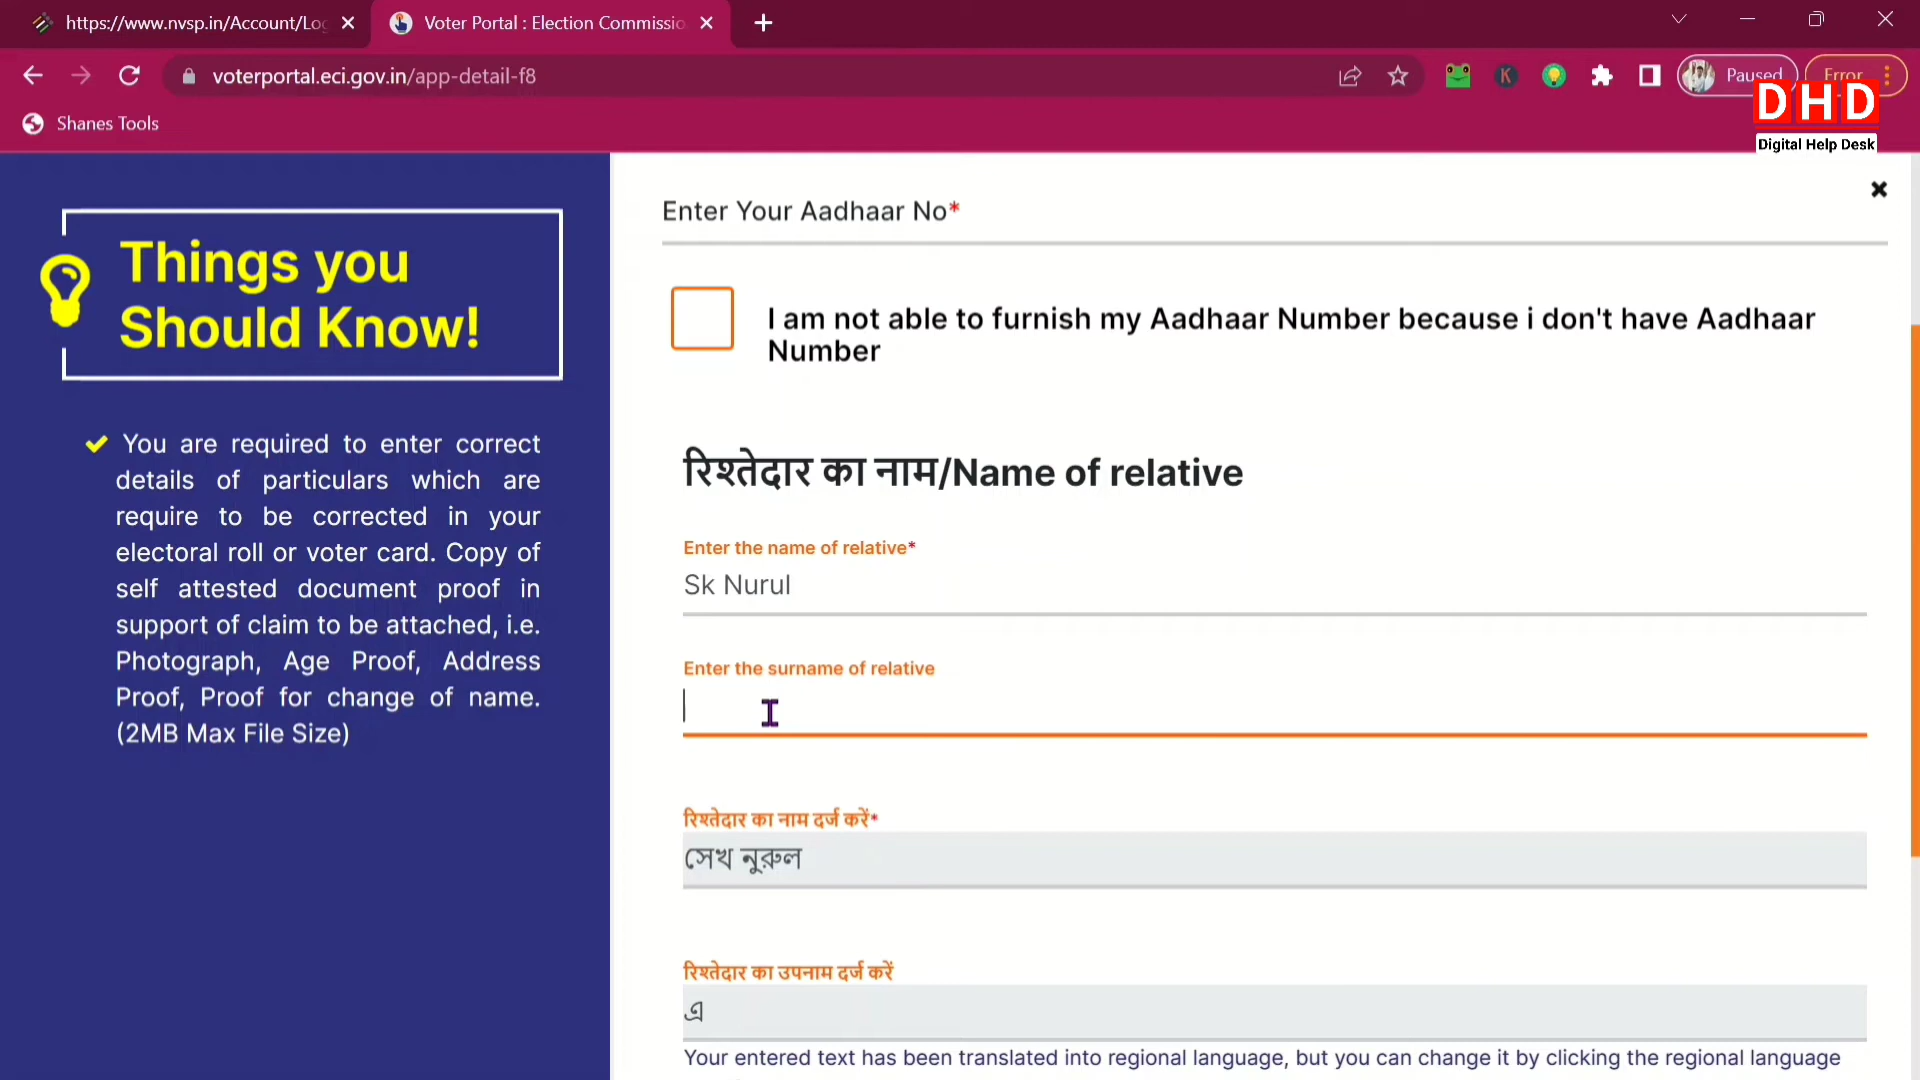 https://www.nvsp.in/Account/Log
Voter Portal : Election Commissio
voterportal.eci.gov.in/app-detail-f8
K
Paused
Error
Shanes Tools
DHD
Digital Help Desk
Things you
Should Know!
You are required to enter correct
details of particulars which are
require to be corrected in your
electoral roll or voter card. Copy of
self attested document proof in
support of claim to be attached, i.e.
Photograph, Age Proof, Address
Proof, Proof for change of name.
(2MB Max File Size)
Enter Your Aadhaar No*
I am not able to furnish my Aadhaar Number because i don't have Aadhaar
Number
रिश्तेदार का नाम/Name of relative
Enter the name of relative*
Sk Nurul
Enter the surname of relative
रिश्तेदार का नाम दर्ज करें*
সেখ নুরুল
रिश्तेदार का उपनाम दर्ज करें
এ
Your entered text has been translated into regional language, but you can change it by clicking the regional language